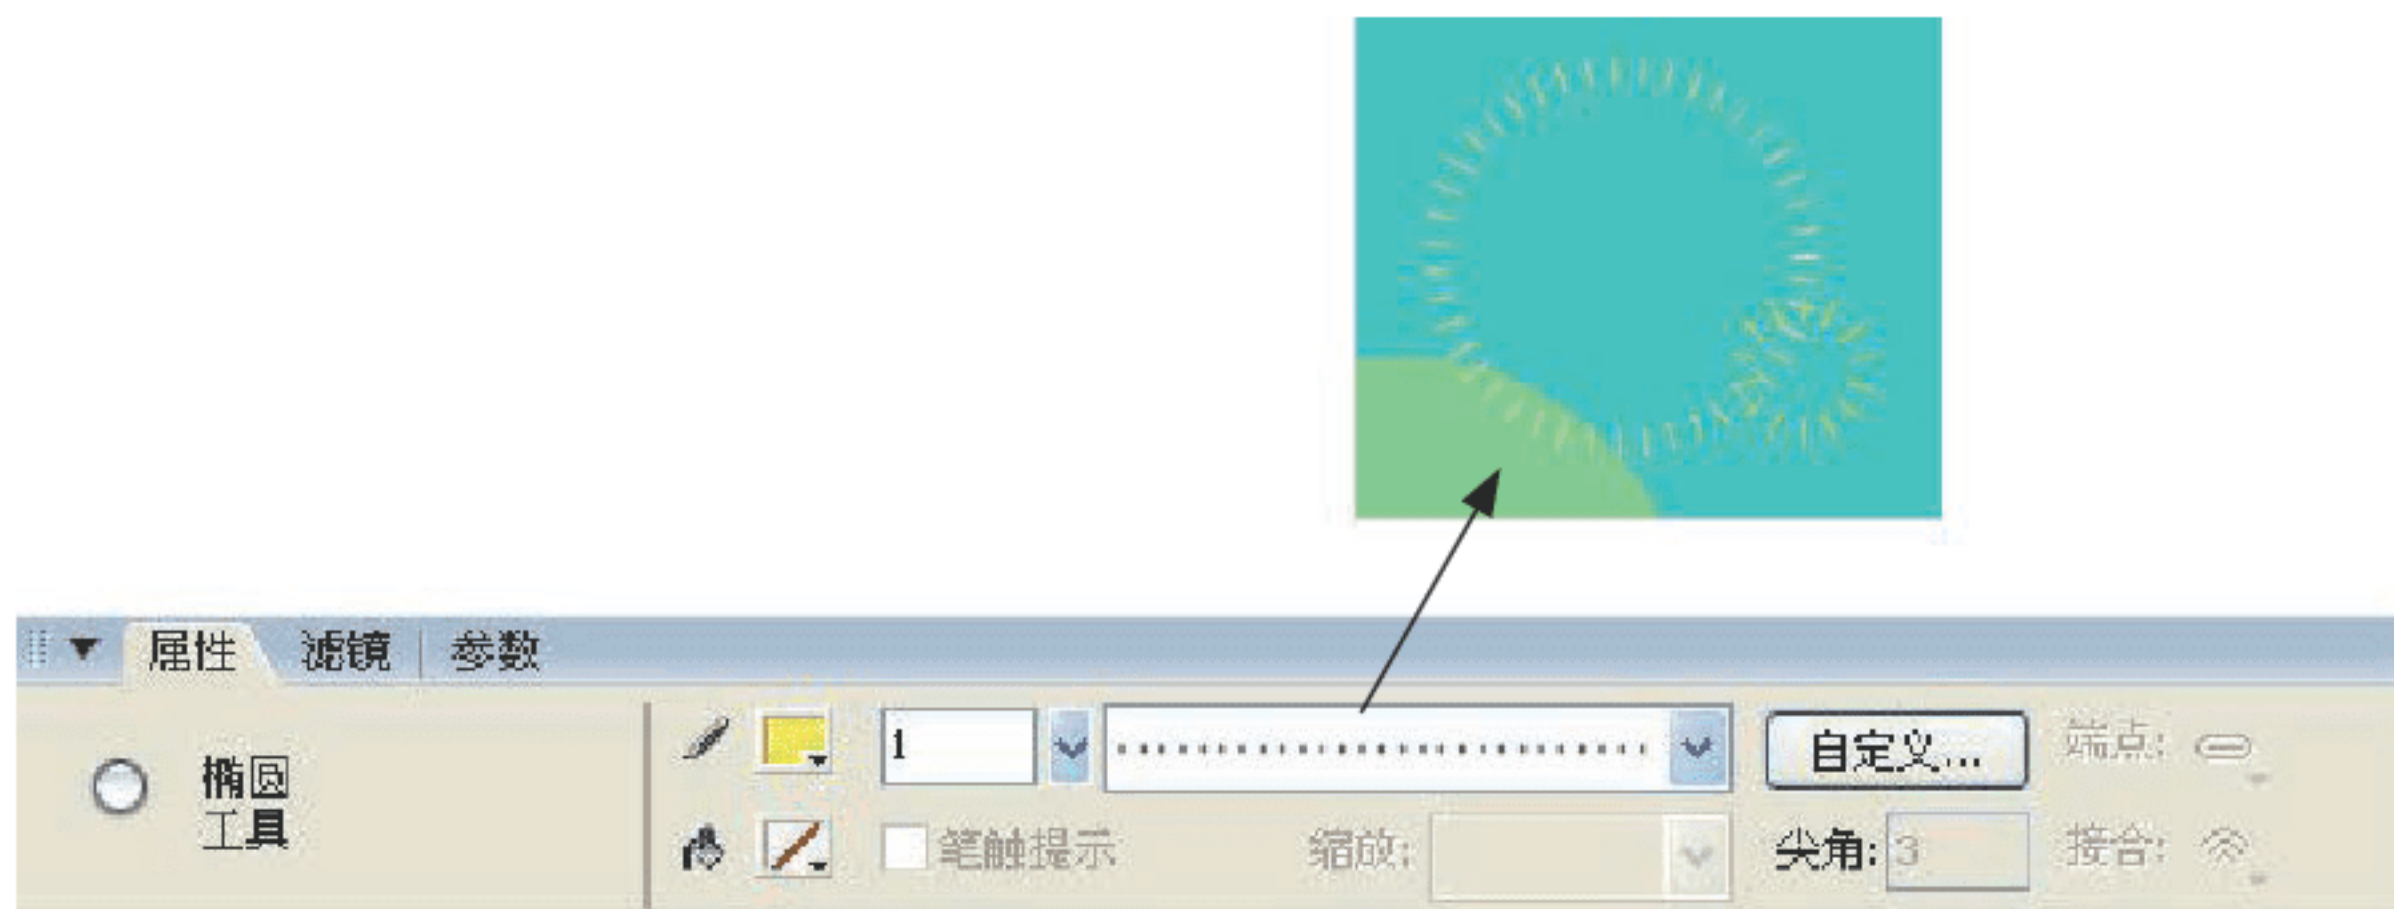 属性 滤镜 参数
椭圆
工具
1
自定义...
端点:
笔触提示
缩放:
尖角: 3
接合: